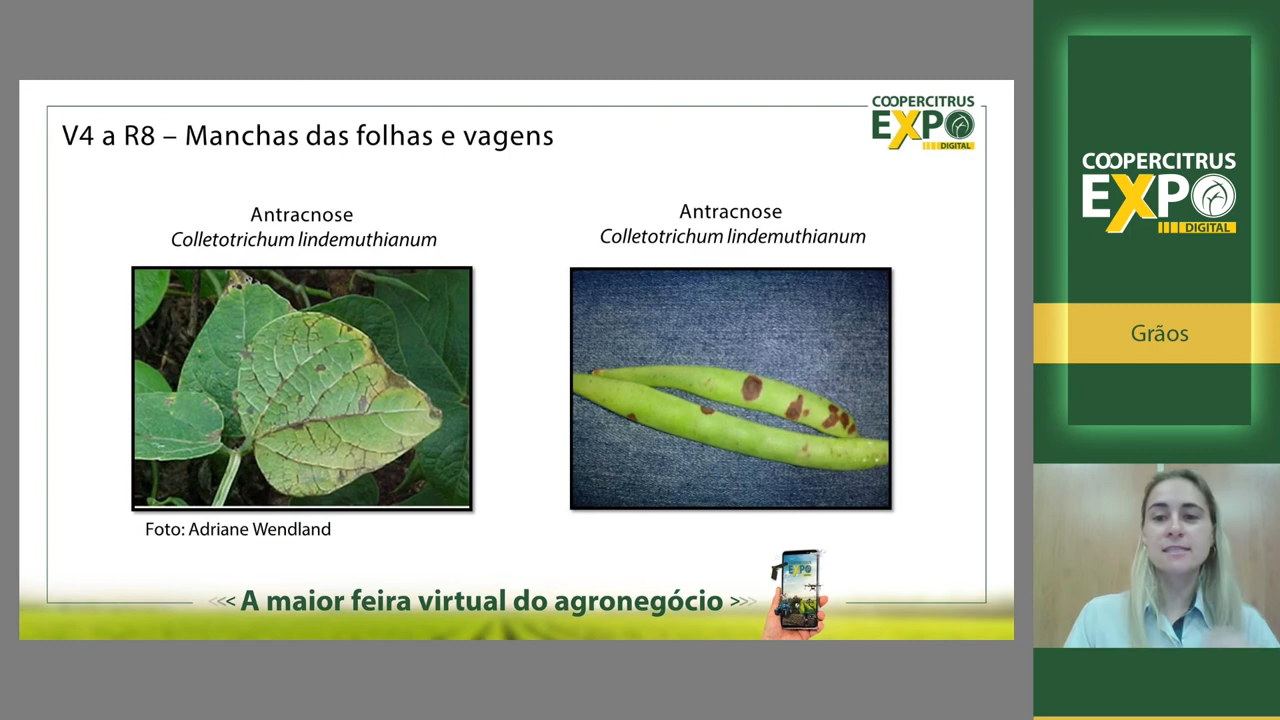 V4 a R8 – Manchas das folhas e vagens
COOPERCITRUS
EXPO
DIGITAL
Antracnose
Colletotrichum lindemuthianum
Antracnose
Colletotrichum lindemuthianum
Foto: Adriane Wendland
<<< A maior feira virtual do agronegócio >>>
EXPO
COOPERCITRUS
EXPO
DIGITAL
Grãos